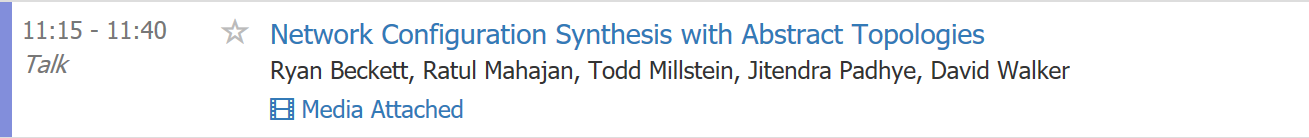 11:15 - 11:40
Talk
Network Configuration Synthesis with Abstract Topologies
Ryan Beckett, Ratul Mahajan, Todd Millstein, Jitendra Padhye, David Walker
Media Attached